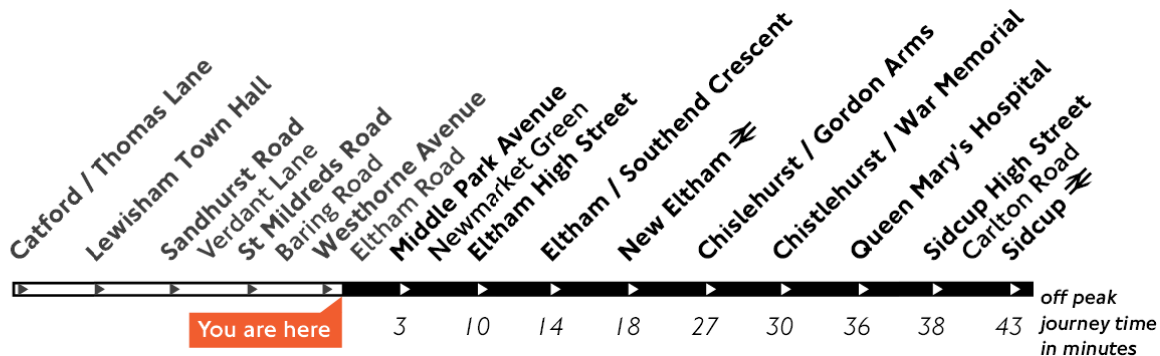 Catford / Thomas Lane
Lewisham Town Hall
Sandhurst Road
Verdant Lane
St Mildreds Road
Baring Road
Westhorne Avenue
Eltham Road
Middle Park Avenue
Newmarket Green
Eltham High Street
Eltham / Southend Crescent
New Eltham
Chislehurst / Gordon Arms
Chistlehurst / War Memorial
Queen Mary's Hospital
Sidcup High Street
Carlton Road
Sidcup
You are here
3 10 14 18 27 30 36 38 43
off peak
journey time
in minutes